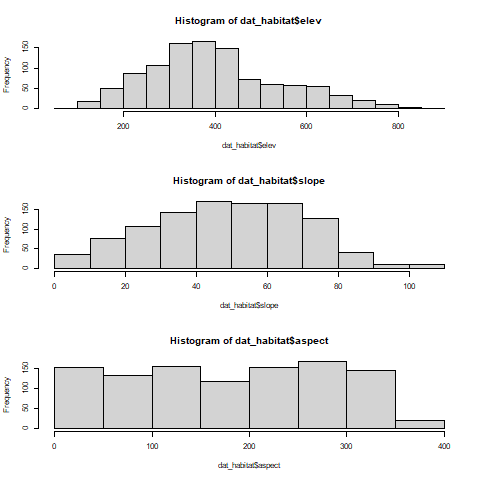 Histogram of dat_habitat$elev
Frequency
0 50 100 150
200 400 600 800
dat_habitat$elev
Histogram of dat_habitat$slope
Frequency
0 50 100 150
0 20 40 60 80 100
dat_habitat$slope
Histogram of dat_habitat$aspect
Frequency
0 50 100 150
0 100 200 300 400
dat_habitat$aspect